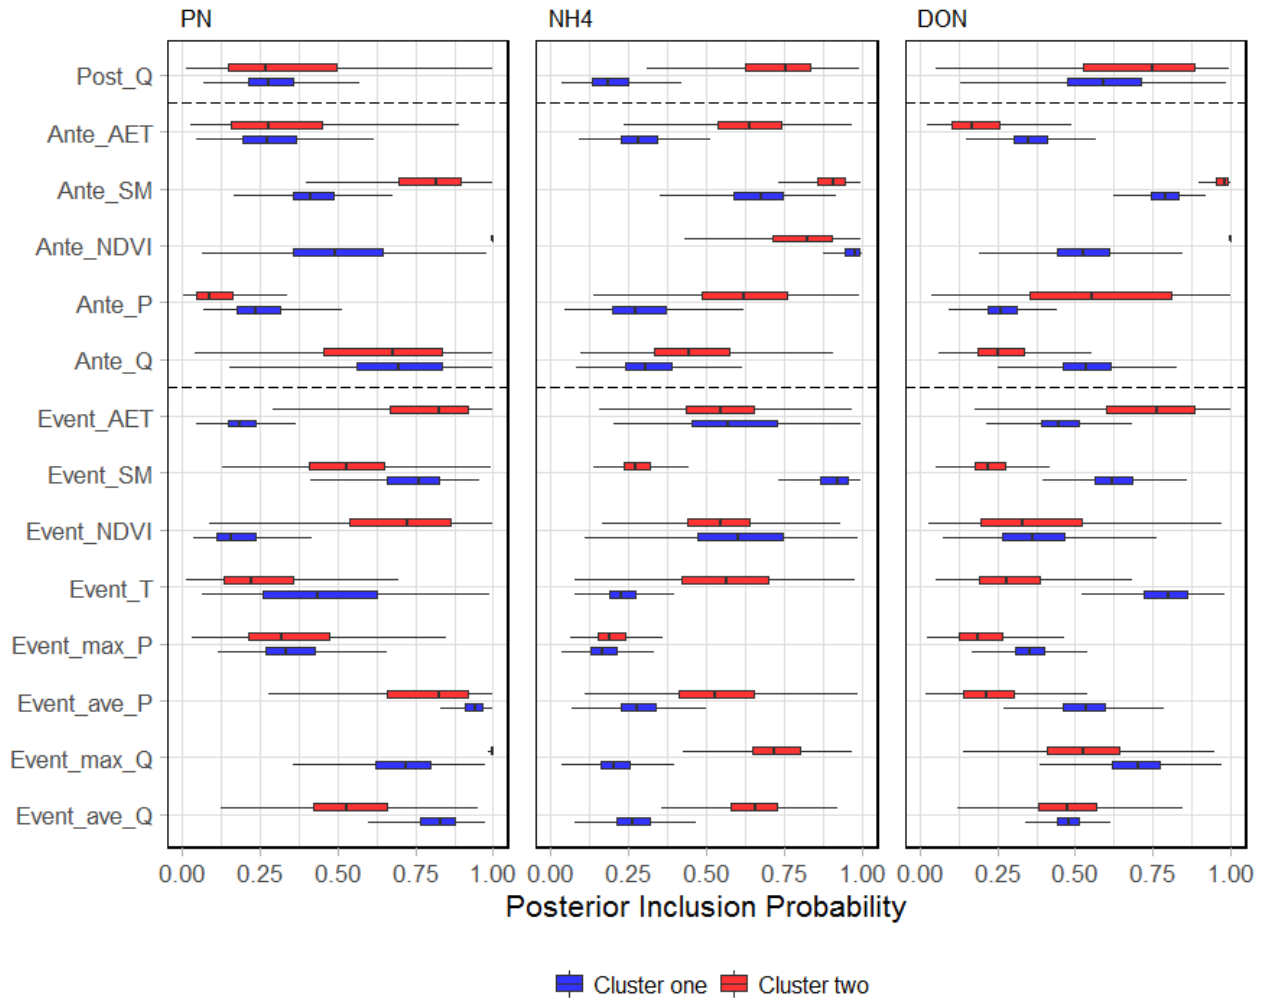 PN NH4 DON
Post_Q
Ante_AET
Ante_SM
Ante_NDVI
Ante_P
Ante_Q
Event_AET
Event_SM
Event_NDVI
Event_T
Event_max_P
Event_ave_P
Event_max_Q
Event_ave_Q
0.00 0.25 0.50 0.75 1.00 0.00 0.25 0.50 0.75 1.00 0.00 0.25 0.50 0.75 1.00
Posterior Inclusion Probability
Cluster one Cluster two